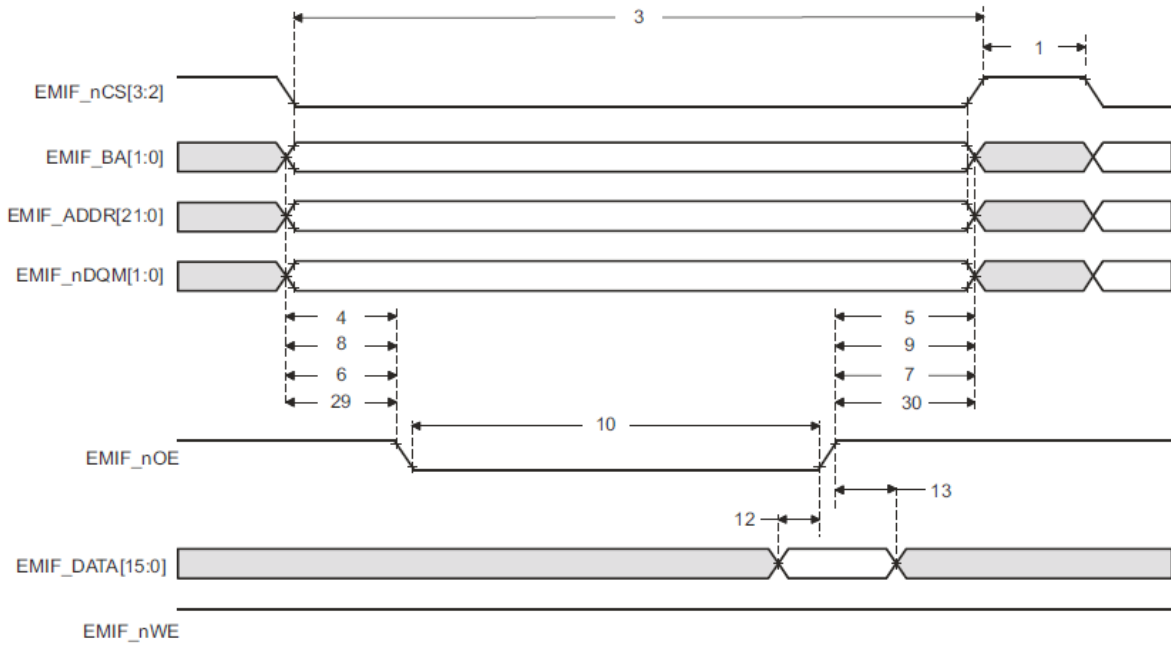 3
1
EMIF_nCS[3:2]
EMIF_BA[1:0]
EMIF_ADDR[21:0]
EMIF_nDQM[1:0]
4 5
8 9
6 7
29 30
10
EMIF_nOE
13
12
EMIF_DATA[15:0]
EMIF_nWE